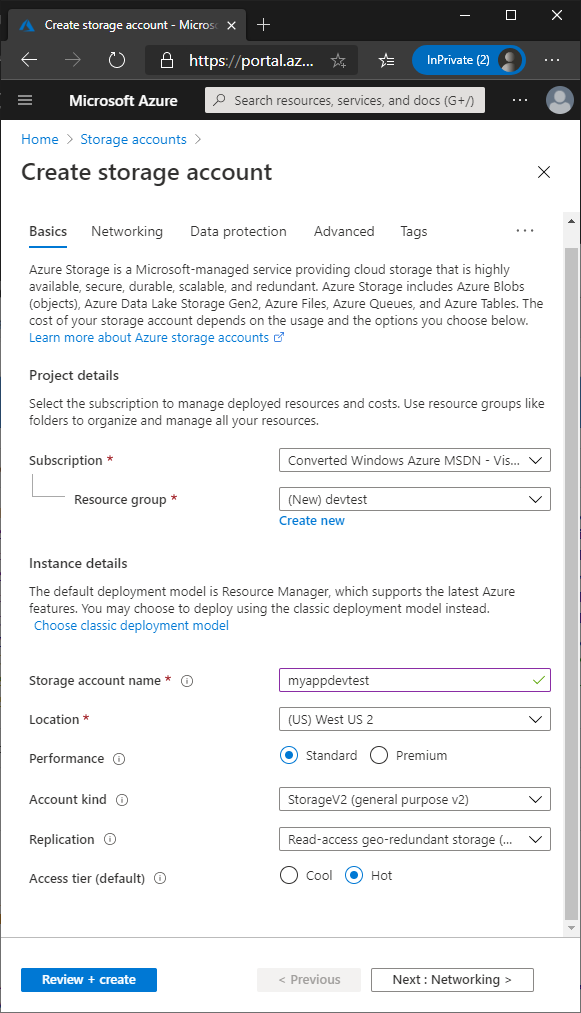 Create storage account - Micros
https://portal.az...
InPrivate (2)
Microsoft Azure
Search resources, services, and docs (G+/)
Home > Storage accounts >
Create storage account
Basics Networking Data protection Advanced Tags
Azure Storage is a Microsoft-managed service providing cloud storage that is highly
available, secure, durable, scalable, and redundant. Azure Storage includes Azure Blobs
(objects), Azure Data Lake Storage Gen2, Azure Files, Azure Queues, and Azure Tables. The
cost of your storage account depends on the usage and the options you choose below.
Learn more about Azure storage accounts
Project details
Select the subscription to manage deployed resources and costs. Use resource groups like
folders to organize and manage all your resources.
Subscription * Converted Windows Azure MSDN - Vis...
Resource group * (New) devtest
Create new
Instance details
The default deployment model is Resource Manager, which supports the latest Azure
features. You may choose to deploy using the classic deployment model instead.
Choose classic deployment model
Storage account name * myappdevtest
Location * (US) West US 2
Performance Standard Premium
Account kind StorageV2 (general purpose v2)
Replication Read-access geo-redundant storage (...
Access tier (default) Cool Hot
Review + create < Previous Next : Networking >